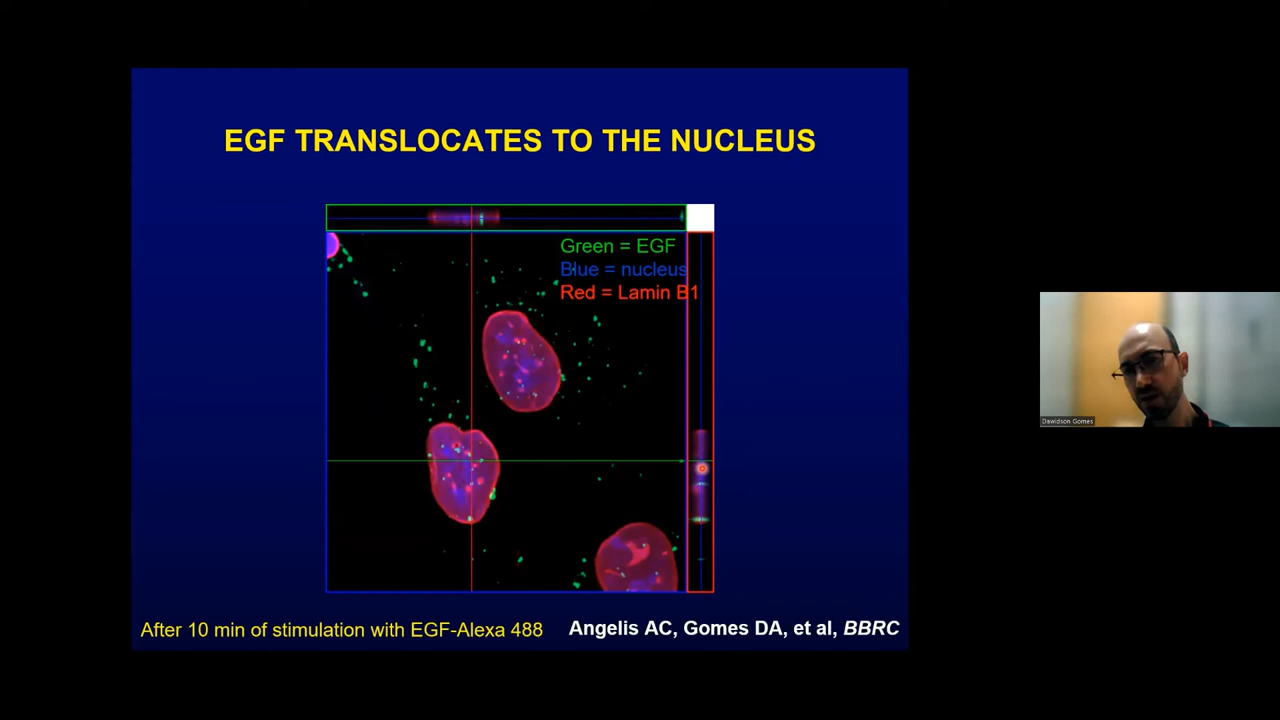 EGF TRANSLOCATES TO THE NUCLEUS
Green = EGF
Blue = nucleus
Red = Lamin B1
After 10 min of stimulation with EGF-Alexa 488
Angelis AC, Gomes DA, et al, BBRC
Dawidson Gomes